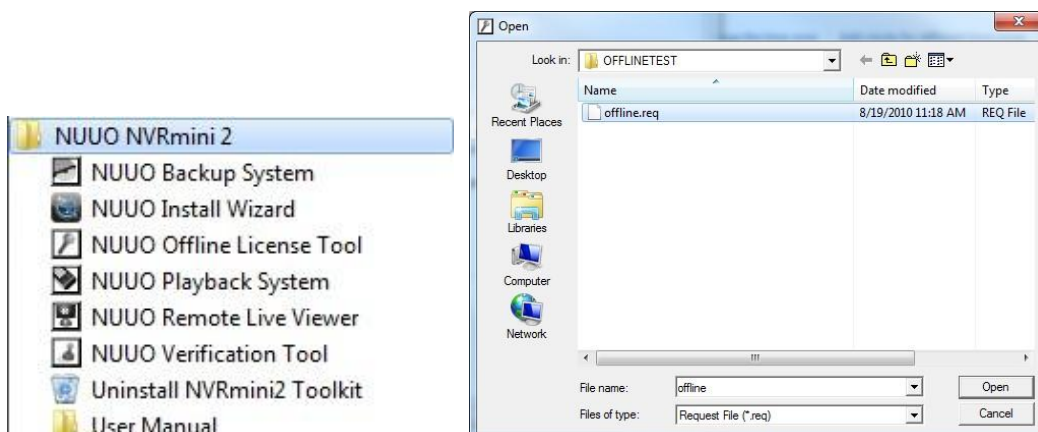 NUUO NVRmini 2
NUUO Backup System
NUUO Install Wizard
NUUO Offline License Tool
NUUO Playback System
NUUO Remote Live Viewer
NUUO Verification Tool
Uninstall NVRmini2 Toolkit
User Manual
Open
Look in: OFFLINETEST
Name Date modified Type
offline.req 8/19/2010 11:18 AM REQ File
Recent Places
Desktop
Libraries
Computer
Network
File name: offline Open
Files of type: Request File (*.req) Cancel